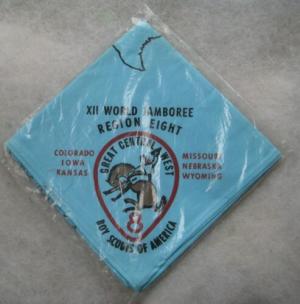 XII WORLD JAMBOREE
REGION EIGHT
COLORADO
IOWA
KANSAS
MISSOURI
NEBRASKA
WYOMING
GREAT CENTRAL WEST
8
BOY SCOUTS OF AMERICA